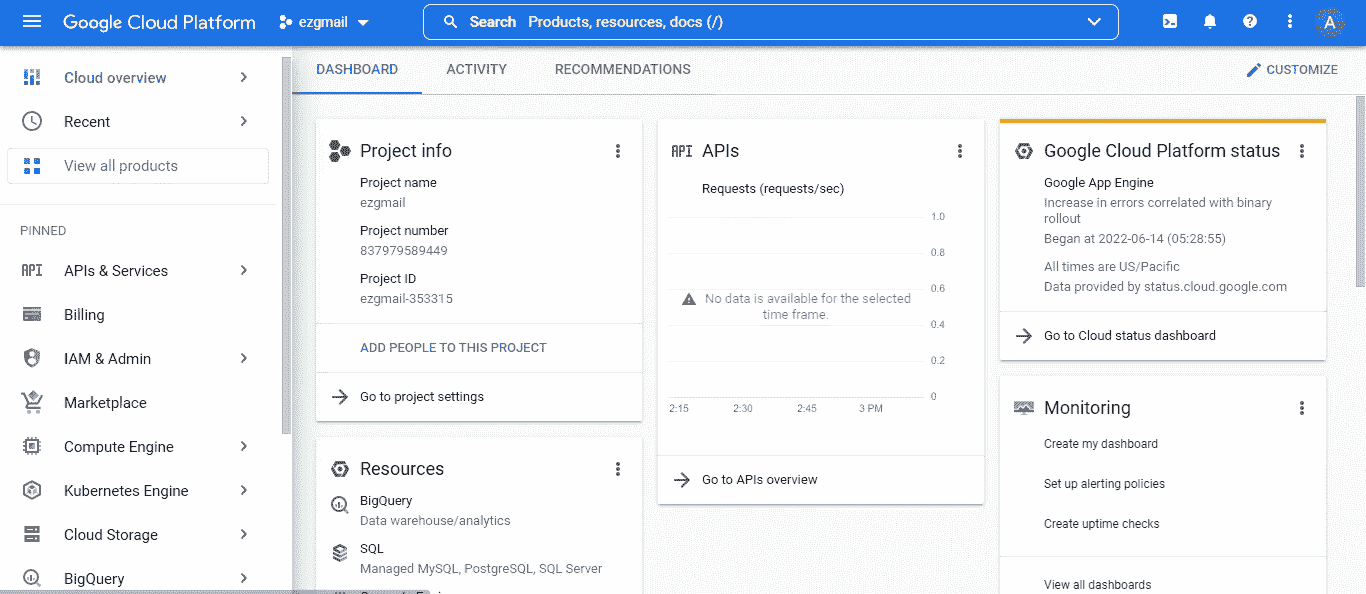 Google Cloud Platform
ezgmail
Search Products, resources, docs (/)
A
Cloud overview
Recent
View all products
PINNED
API APIs & Services
Billing
IAM & Admin
Marketplace
Compute Engine
Kubernetes Engine
Cloud Storage
BigQuery
DASHBOARD
ACTIVITY
RECOMMENDATIONS
CUSTOMIZE
Project info
Project name
ezgmail
Project number
837979589449
Project ID
ezgmail-353315
ADD PEOPLE TO THIS PROJECT
Go to project settings
Resources
BigQuery
Data warehouse/analytics
SQL
Managed MySQL, PostgreSQL, SQL Server
API APIs
Requests (requests/sec)
1.0
0.8
0.6
No data is available for the selected
time frame.
0.4
0.2
0
2:15 2:30 2:45 3 PM
Go to APIs overview
Google Cloud Platform status
Google App Engine
Increase in errors correlated with binary
rollout
Began at 2022-06-14 (05:28:55)
All times are US/Pacific
Data provided by status.cloud.google.com
Go to Cloud status dashboard
Monitoring
Create my dashboard
Set up alerting policies
Create uptime checks
View all dashboards